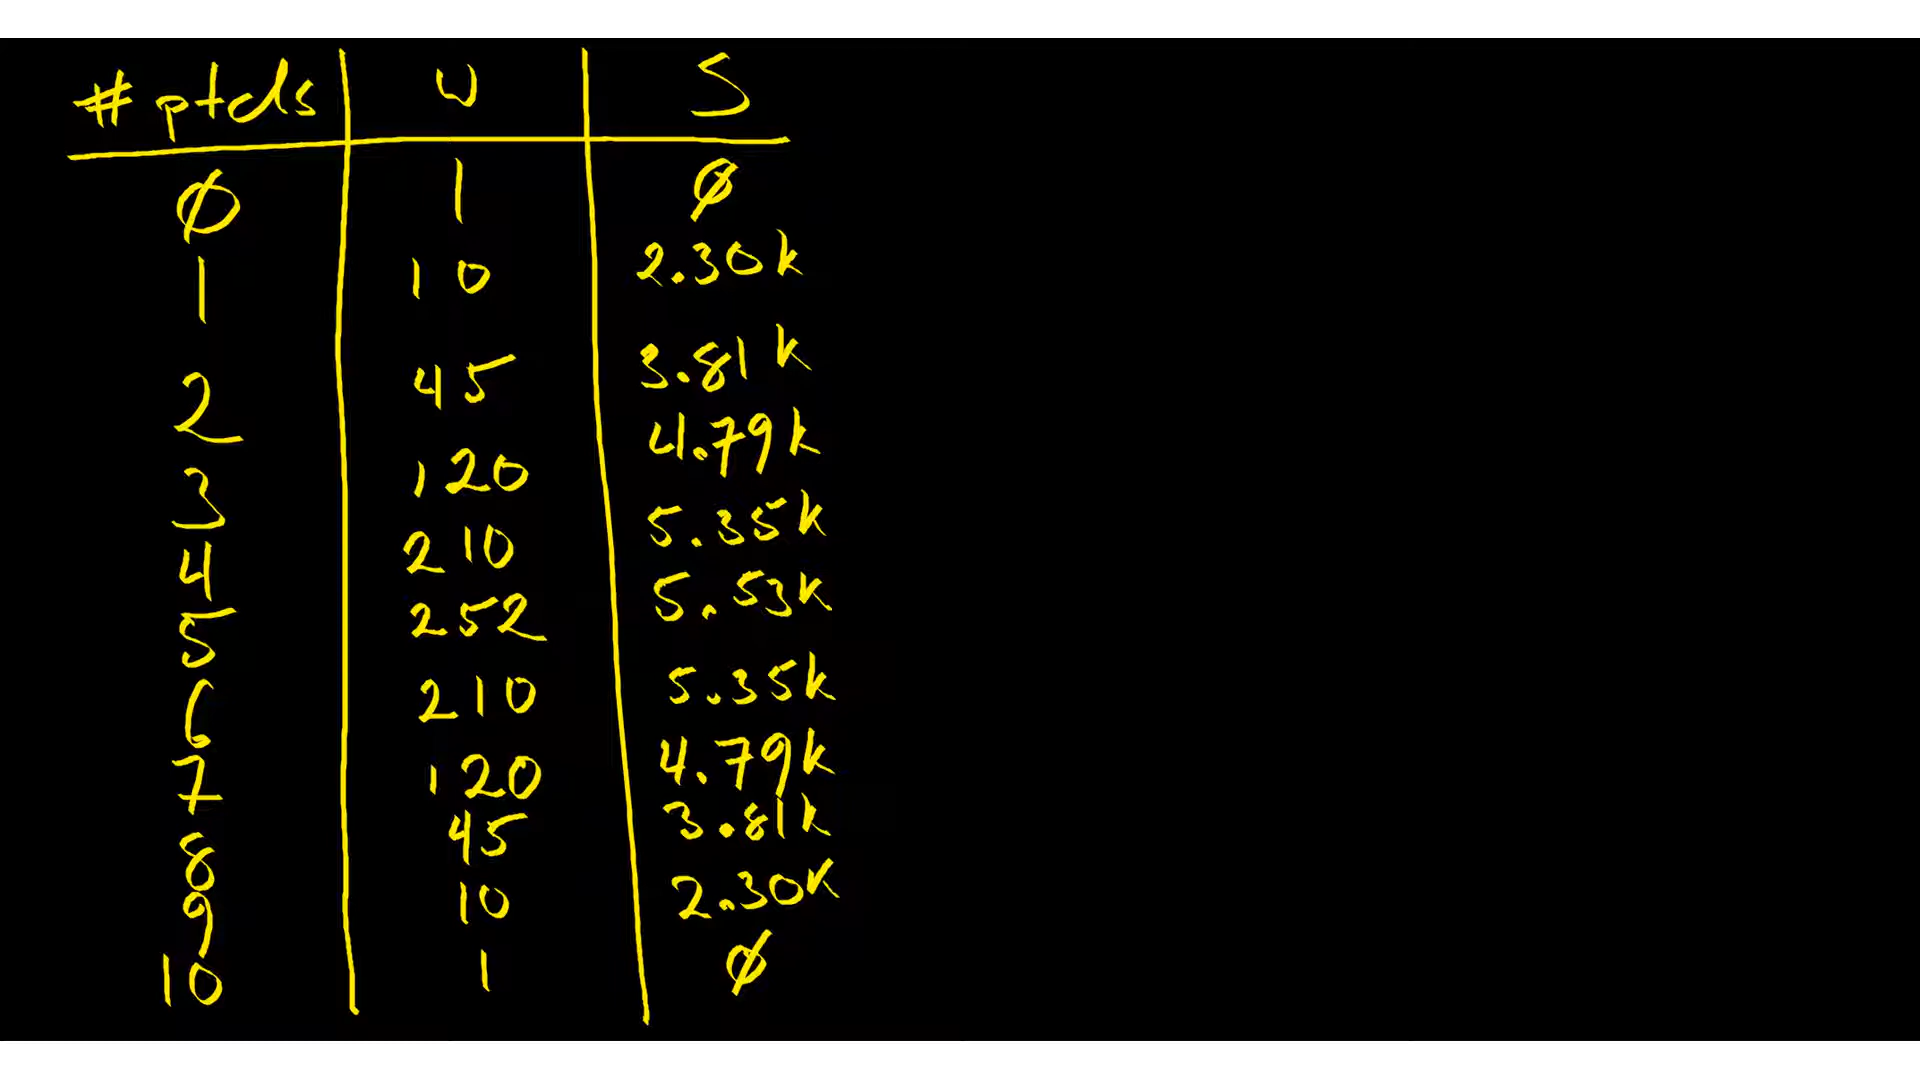 # ptcls W S
0 1 0
1 10 2.30k
2 45 3.81k
3 120 4.79k
4 210 5.35k
5 252 5.53k
6 210 5.35k
7 120 4.79k
8 45 3.81k
9 10 2.30k
10 1 0